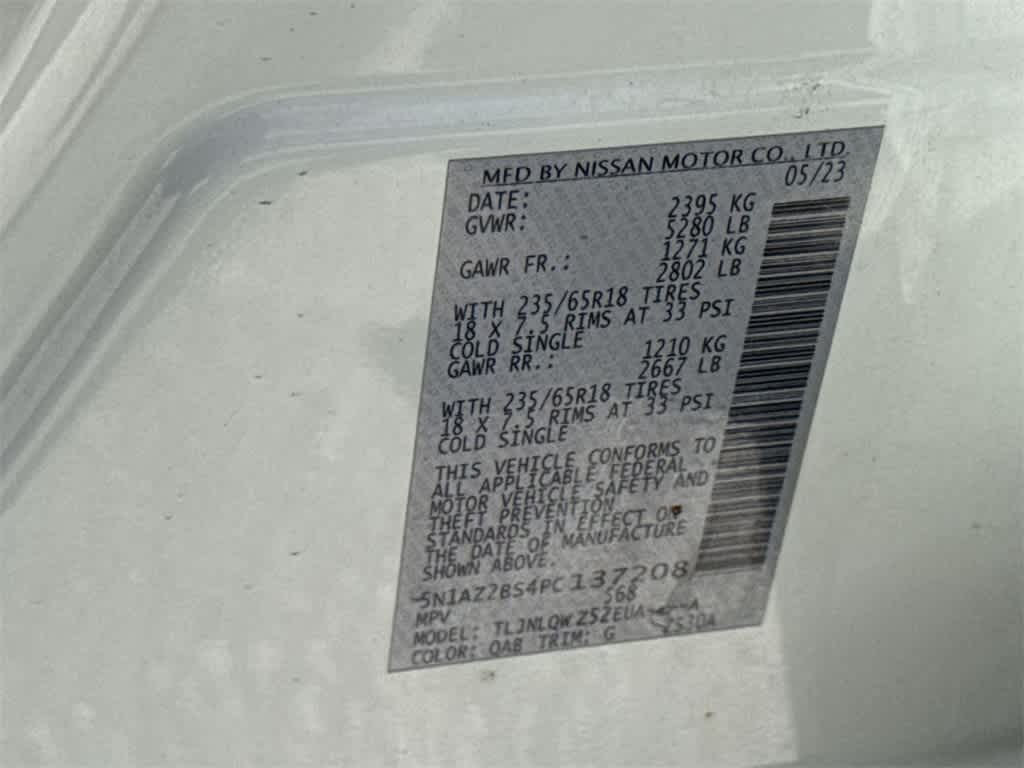 MFD BY NISSAN MOTOR CO., LTD.
DATE: 05/23
GVWR: 2395 KG
5280 LB
GAWR FR.: 1271 KG
2802 LB
WITH 235/65R18 TIRES
18 X 7.5 RIMS AT 33 PSI
COLD SINGLE
GAWR RR.: 1210 KG
2667 LB
WITH 235/65R18 TIRES
18 X 7.5 RIMS AT 33 PSI
COLD SINGLE
THIS VEHICLE CONFORMS TO
ALL APPLICABLE FEDERAL
MOTOR VEHICLE SAFETY AND
THEFT PREVENTION
STANDARDS IN EFFECT ON
THE DATE OF MANUFACTURE
SHOWN ABOVE.
5N1AZ2BS4PC137208
MPV S68
MODEL: TLJNLQWZ52EUA
COLOR: QAB TRIM: G